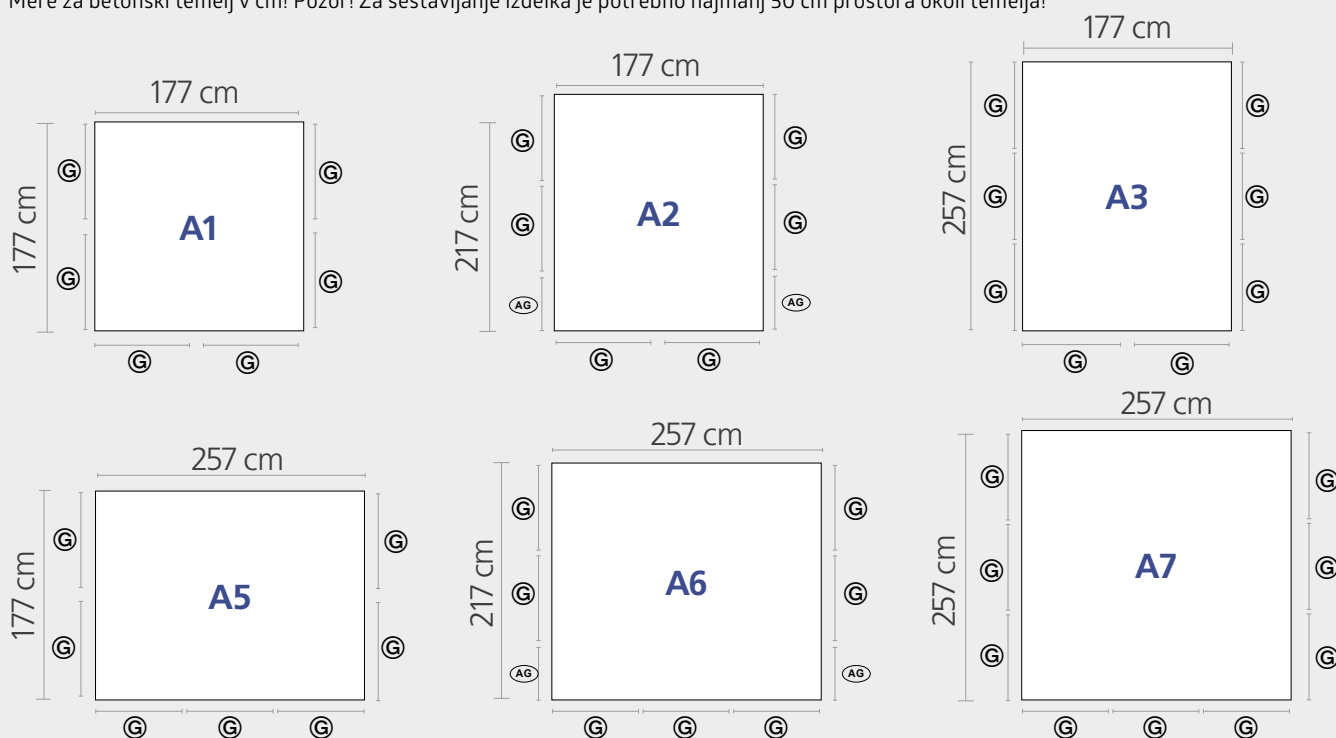 Mere za betonski temelj v cm! Pozor! Za sestavljanje izdelka je potrebno najmanj 50 cm prostora okoli temelja!
177 cm
177 cm
G
G
A1
G
G
G
G
177 cm
217 cm
G
G
AG
A2
G
G
AG
G
G
177 cm
257 cm
G
G
G
A3
G
G
G
G
G
257 cm
177 cm
G
G
A5
G
G
G
G
G
257 cm
217 cm
G
G
AG
A6
G
G
AG
G
G
G
257 cm
257 cm
G
G
G
A7
G
G
G
G
G
G